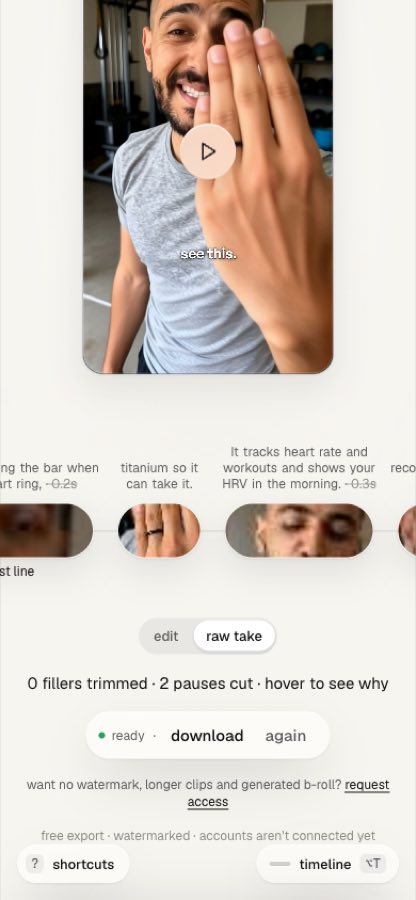 see this.
It tracks heart rate and
ng the bar when titanium so it workouts and shows your reco
art ring, -0.2s can take it. HRV in the morning. -0.3s
st line
edit raw take
0 fillers trimmed · 2 pauses cut · hover to see why
ready · download again
want no watermark, longer clips and generated b-roll? request
access
free export · watermarked · accounts aren't connected yet
? shortcuts timeline ⌥T